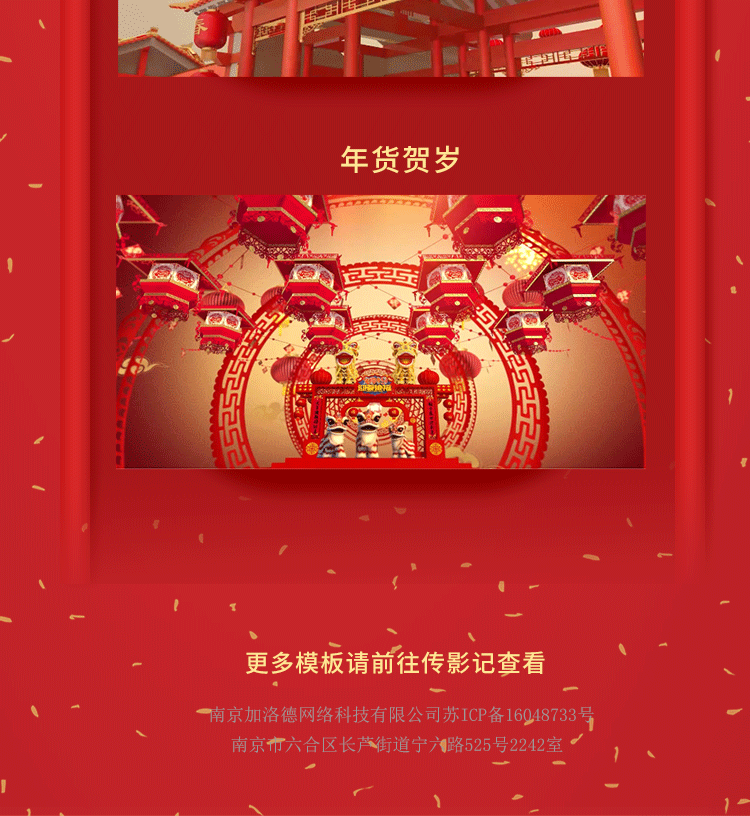 春
年货贺岁
更多模板请前往传影记查看
南京加洛德网络科技有限公司苏ICP备16048733号
南京市六合区长芦街道宁六路525号2242室